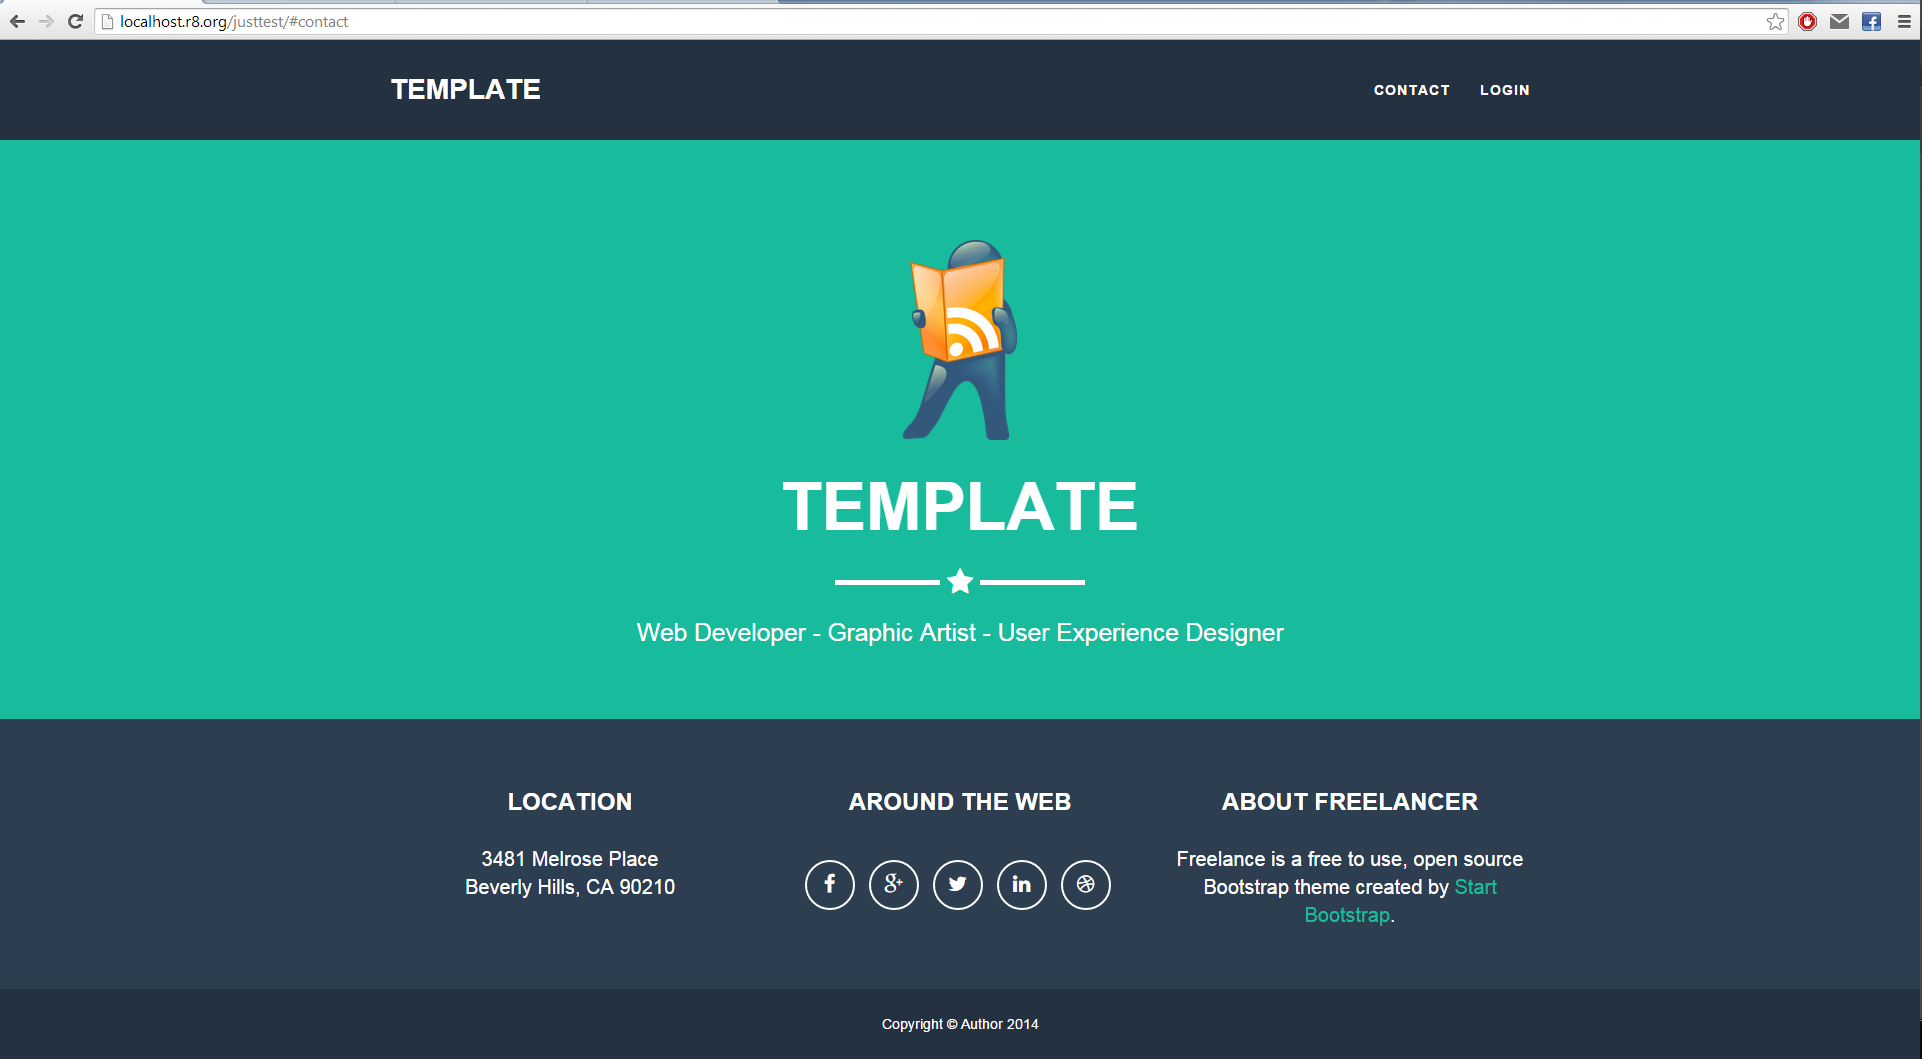 localhost.r8.org/justtest/#contact
TEMPLATE
CONTACT LOGIN
TEMPLATE
Web Developer - Graphic Artist - User Experience Designer
LOCATION
3481 Melrose Place
Beverly Hills, CA 90210
AROUND THE WEB
ABOUT FREELANCER
Freelance is a free to use, open source
Bootstrap theme created by Start
Bootstrap.
Copyright © Author 2014